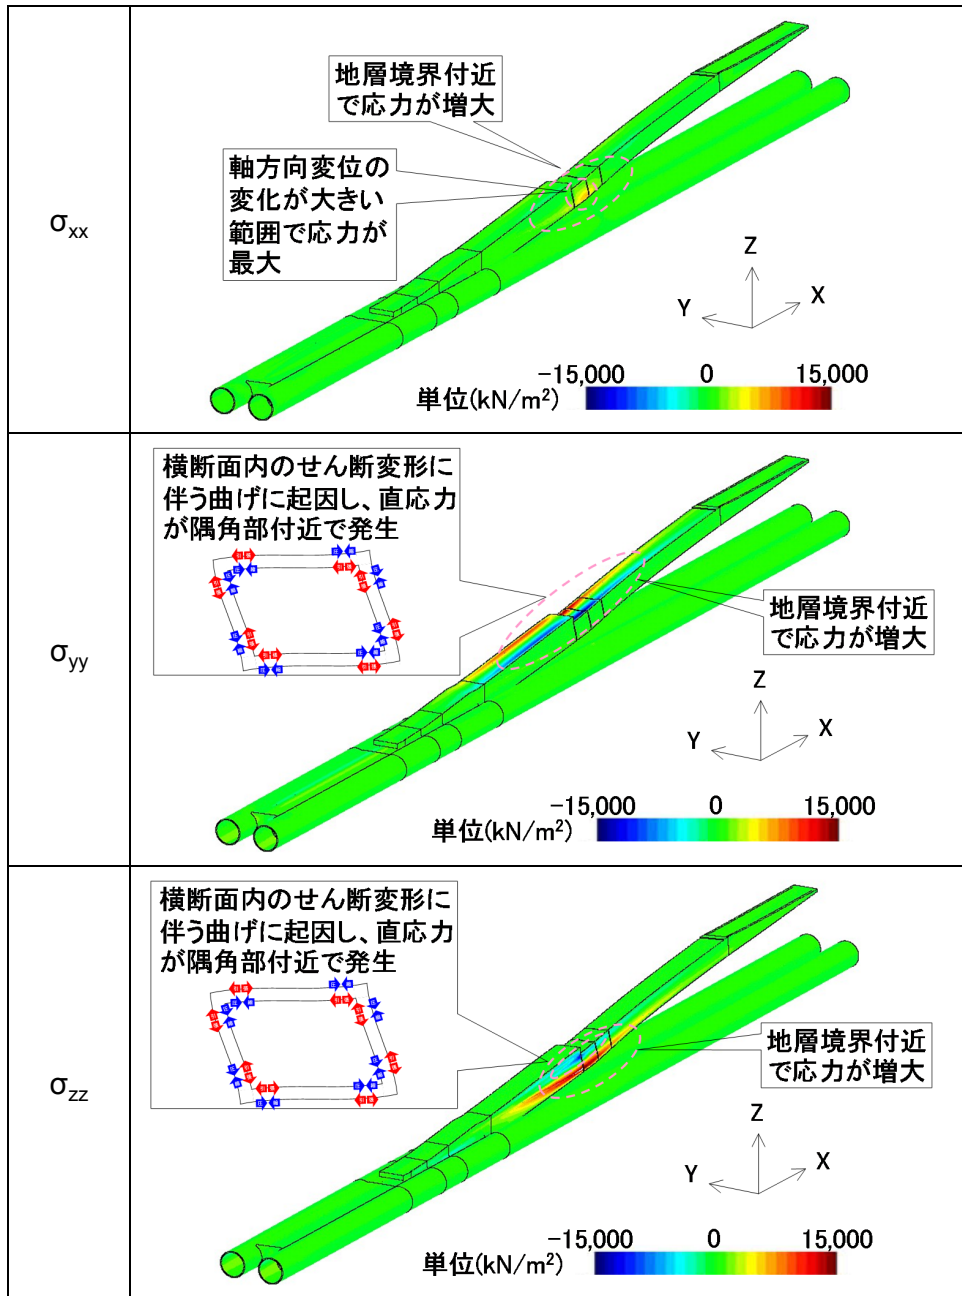 σxx
地層境界付近
で応力が増大
軸方向変位の
変化が大きい
範囲で応力が
最大
Z
X
Y
-15,000 0 15,000
単位(kN/m²)
σyy
横断面内のせん断変形に
伴う曲げに起因し、直応力
が隅角部付近で発生
地層境界付近
で応力が増大
Z
X
Y
-15,000 0 15,000
単位(kN/m²)
σzz
横断面内のせん断変形に
伴う曲げに起因し、直応力
が隅角部付近で発生
地層境界付近
で応力が増大
Z
X
Y
-15,000 0 15,000
単位(kN/m²)